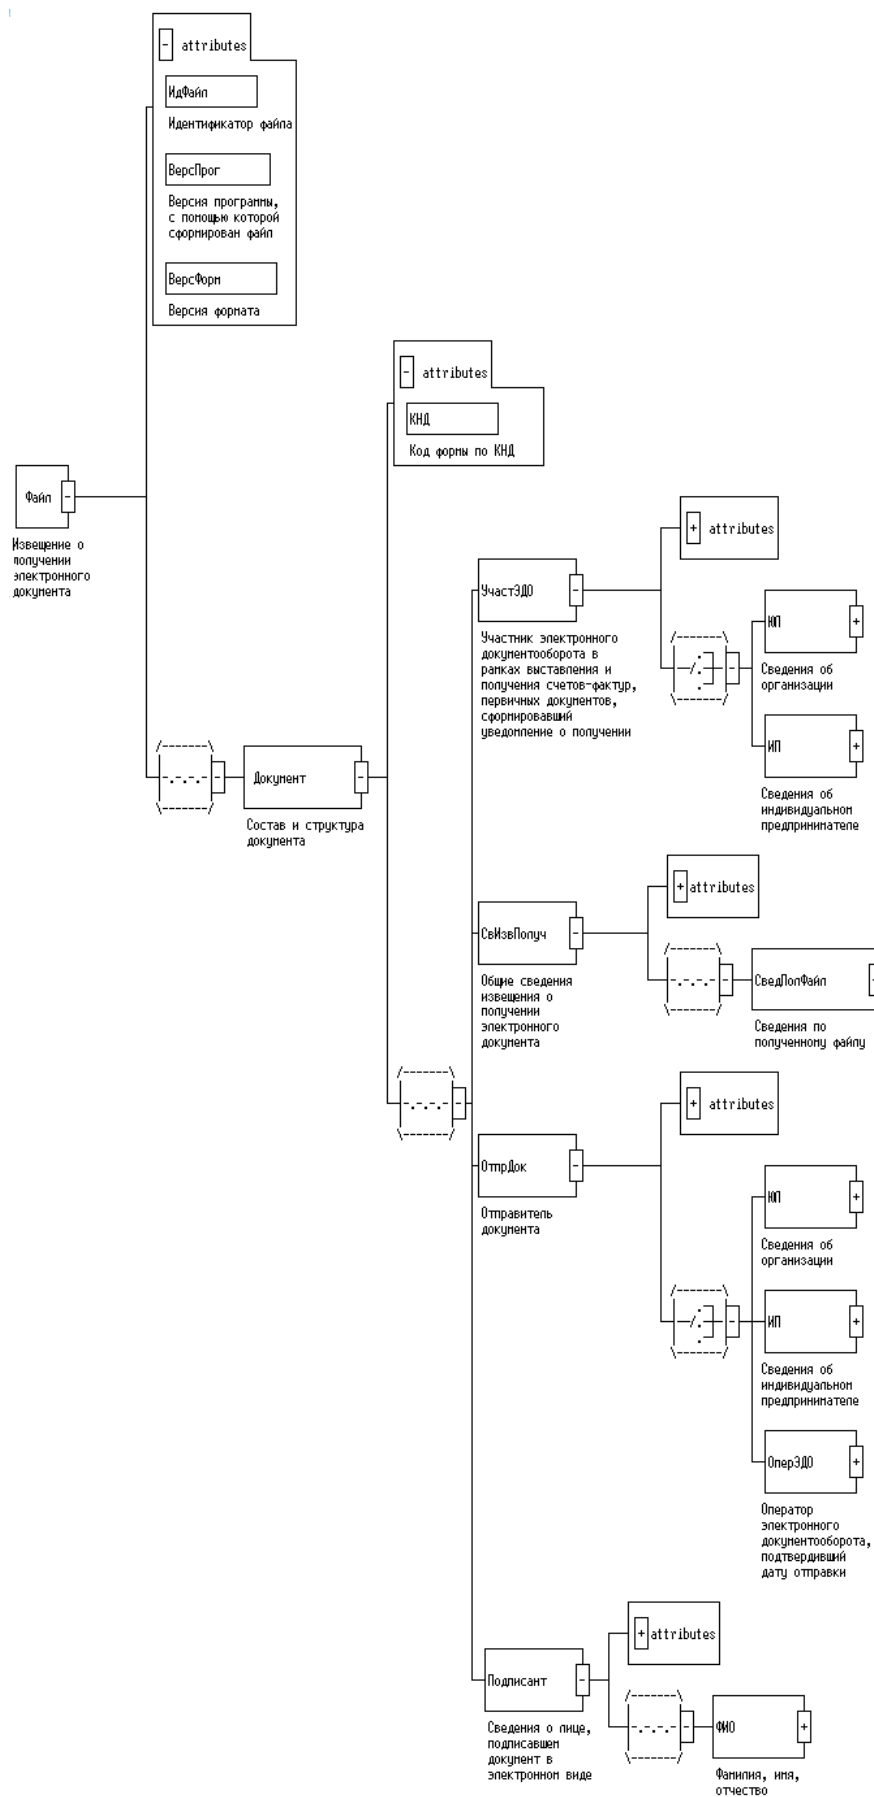 - attributes
ИдФайл
Идентификатор файла
ВерсПрог
Версия программы,
с помощью которой
сформирован файл
ВерсФорм
Версия формата
- attributes
КНД
Код формы по КНД
Файл -
Извещение о
получении
электронного
документа
+ attributes
УчастЭДО -
Участник электронного
документооборота в
рамках выставления и
получения счетов-фактур,
первичных документов,
сформировавший
уведомление о получении
ЮЛ +
Сведения об
организации
ИП +
Сведения об
индивидуальном
предпринимателе
Документ -
Состав и структура
документа
+ attributes
СвИзвПолуч -
Общие сведения
извещения о
получении
электронного
документа
СведПолФайл -
Сведения по
полученному файлу
+ attributes
ОтпрДок -
Отправитель
документа
ЮЛ +
Сведения об
организации
ИП +
Сведения об
индивидуальном
предпринимателе
ОперЭДО +
Оператор
электронного
документооборота,
подтвердивший
дату отправки
+ attributes
Подписант -
Сведения о лице,
подписавшем
документ в
электронном виде
ФИО +
Фамилия, имя,
отчество